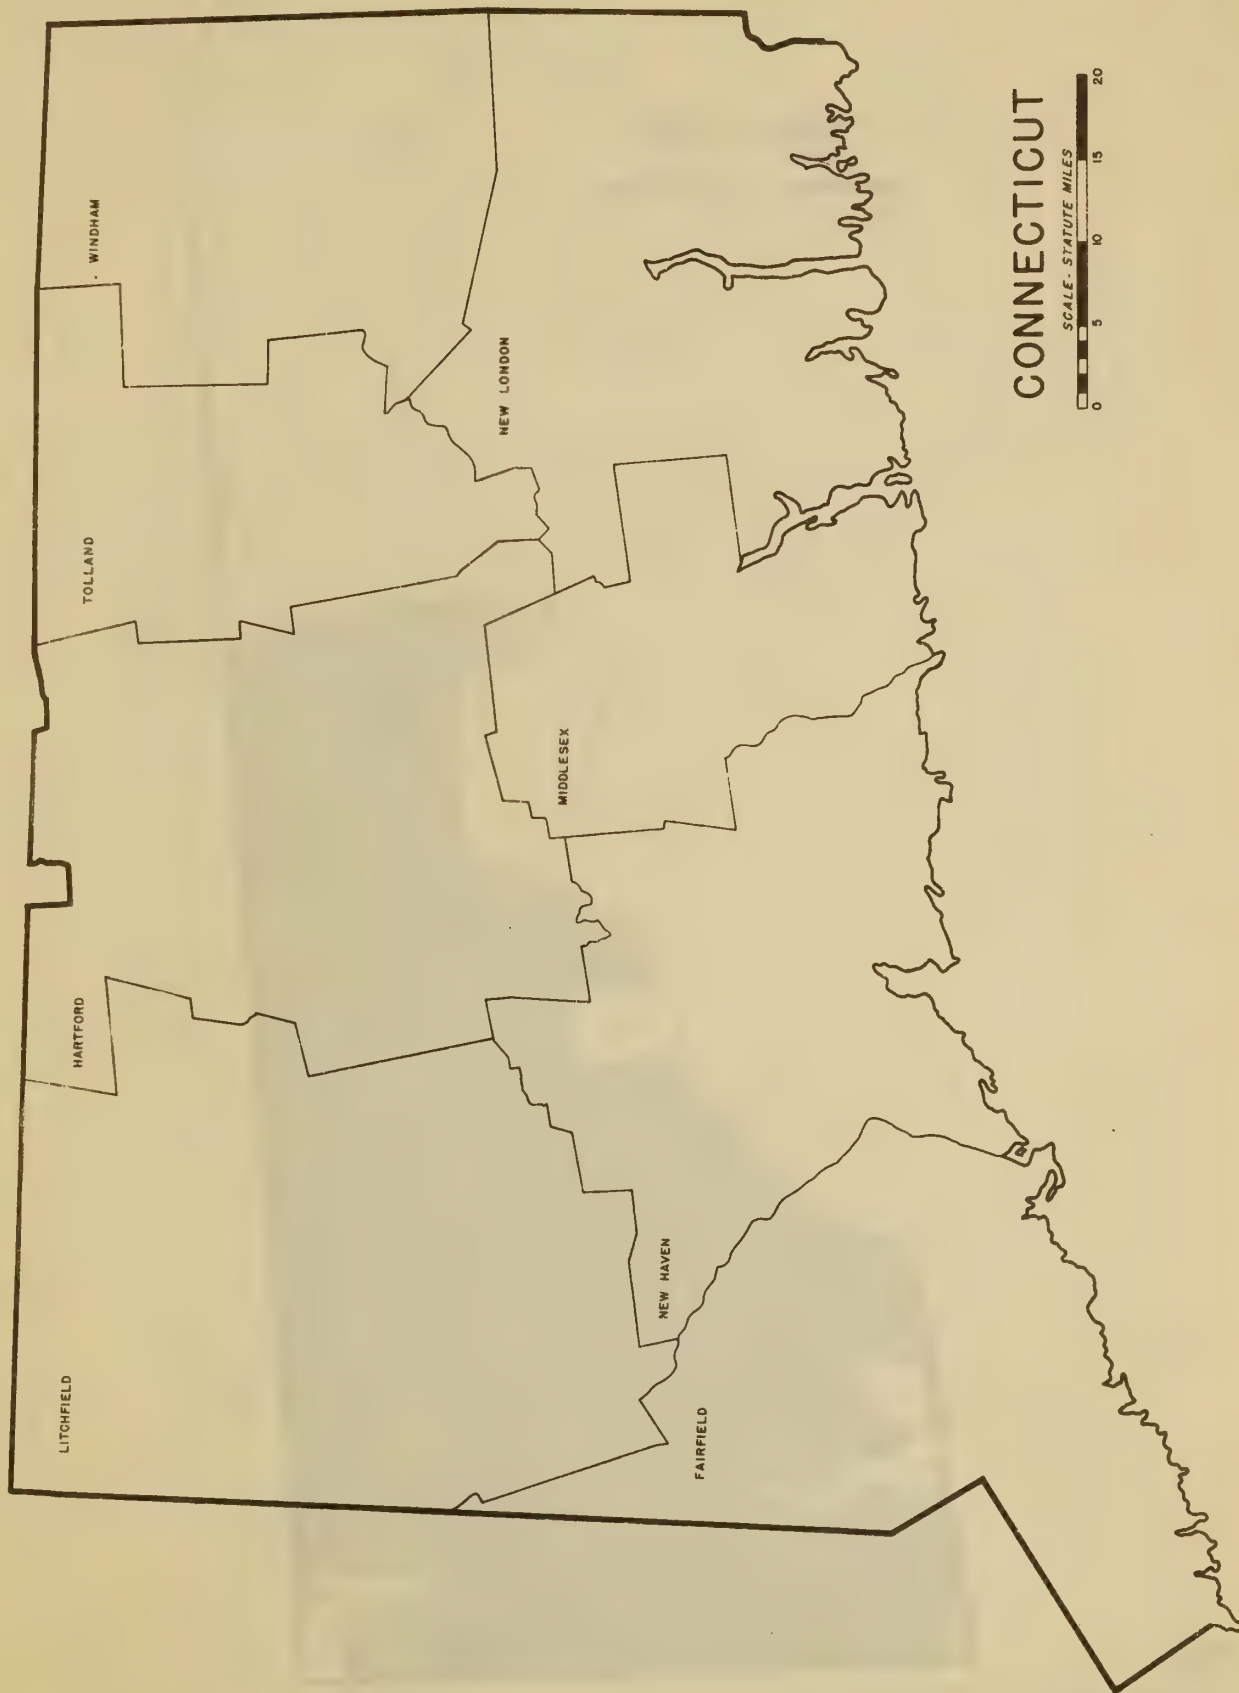 LITCHFIELD
HARTFORD
TOLLAND
WINDHAM
FAIRFIELD
NEW HAVEN
MIDDLESEX
NEW LONDON
CONNECTICUT
SCALE - STATUTE MILES
0 5 10 15 20